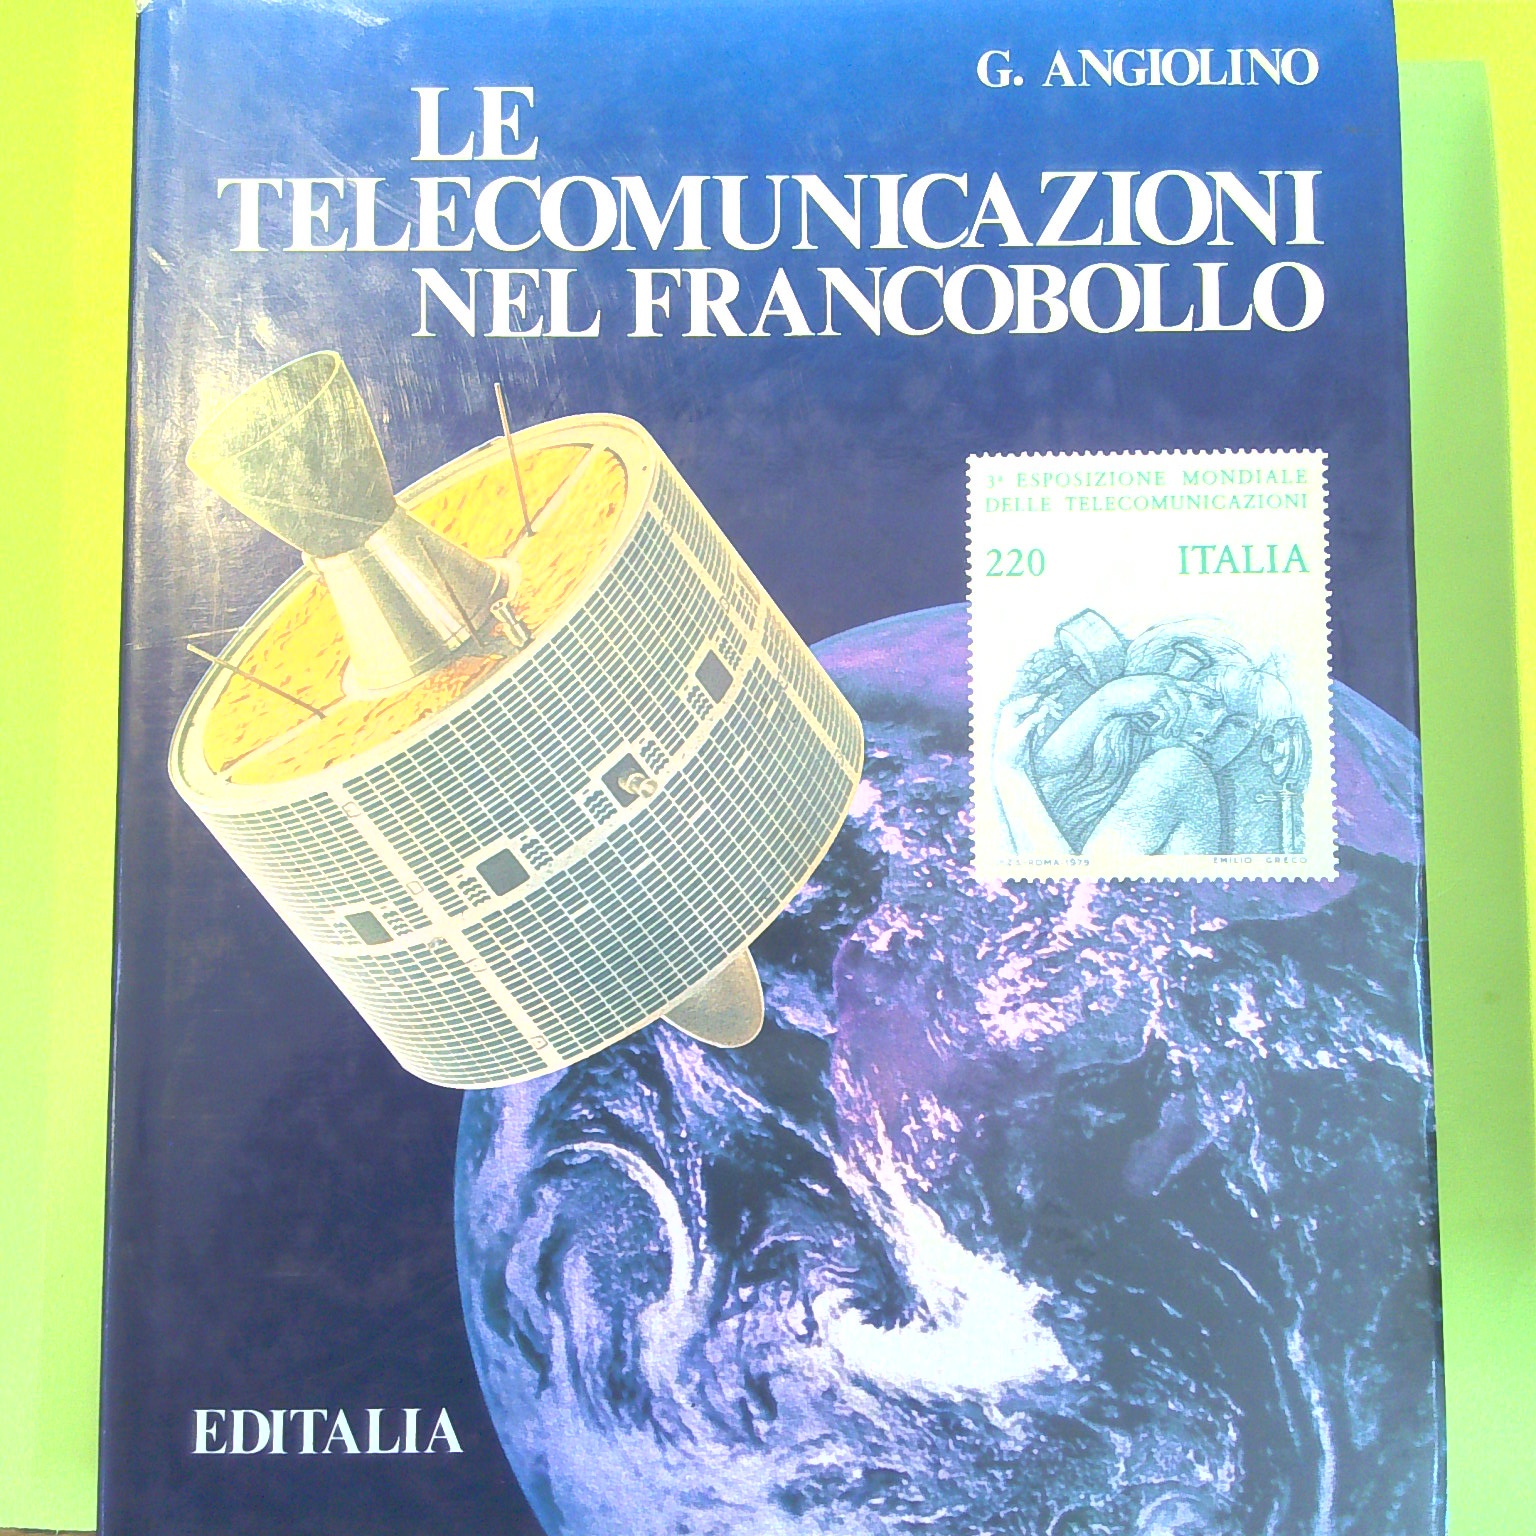 G. ANGIOLINO
LE
TELECOMUNICAZIONI
NEL FRANCOBOLLO
3ª ESPOSIZIONE MONDIALE
DELLE TELECOMUNICAZIONI
220 ITALIA
ROMA-1979 EMILIO GRECO
EDITALIA